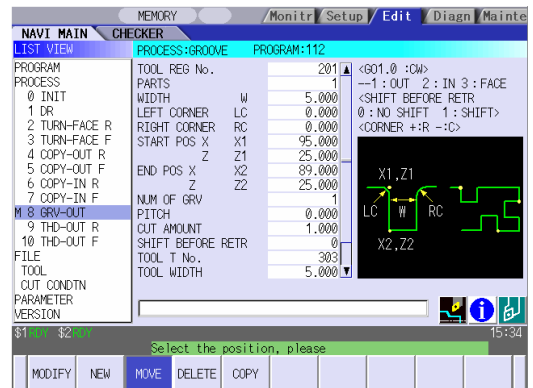 MEMORY Monitr Setup Edit Diagn Mainte
NAVI MAIN CHECKER
LIST VIEW PROCESS:GROOVE PROGRAM:112
PROGRAM
PROCESS
0 INIT
1 DR
2 TURN-FACE R
3 TURN-FACE F
4 COPY-OUT R
5 COPY-OUT F
6 COPY-IN R
7 COPY-IN F
M 8 GRV-OUT
9 THD-OUT R
10 THD-OUT F
FILE
TOOL
CUT CONDTN
PARAMETER
VERSION
TOOL REG No. 201
PARTS 1
WIDTH W 5.000
LEFT CORNER LC 0.000
RIGHT CORNER RC 0.000
START POS X X1 95.000
Z Z1 25.000
END POS X X2 89.000
Z Z2 25.000
NUM OF GRV 1
PITCH 0.000
CUT AMOUNT 1.000
SHIFT BEFORE RETR 0
TOOL T No. 303
TOOL WIDTH 5.000
<GO1.0 :CW>
--1:OUT 2:IN 3:FACE
<SHIFT BEFORE RETR
0:NO SHIFT 1:SHIFT>
<CORNER +:R -:C>
X1,Z1
LC W RC
X2,Z2
$1RDY $2RDY 15:34
Select the position, please
MODIFY NEW MOVE DELETE COPY